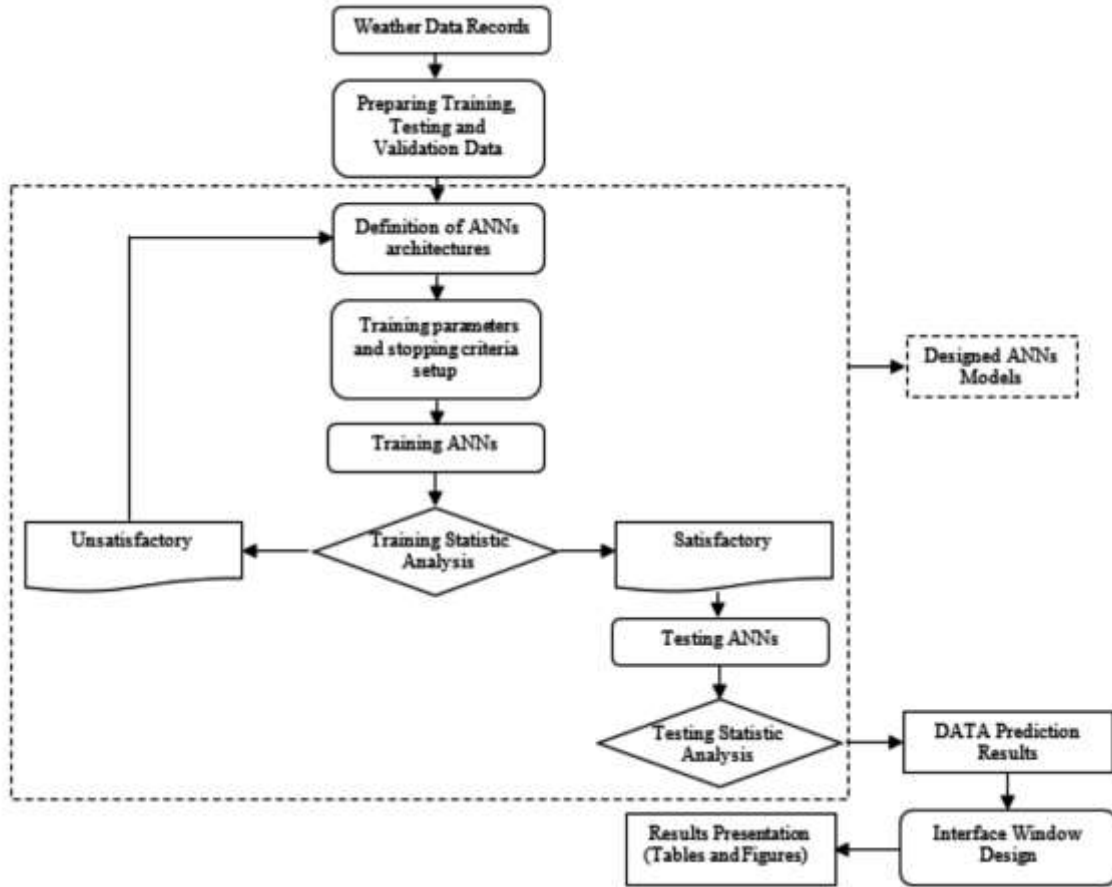 Weather Data Records
Preparing Training,
Testing and
Validation Data
Definition of ANNs
architectures
Training parameters
and stopping criteria
setup
Designed ANNs
Models
Training ANNs
Unsatisfactory
Training Statistic
Analysis
Satisfactory
Testing ANNs
Testing Statistic
Analysis
DATA Prediction
Results
Interface Window
Design
Results Presentation
(Tables and Figures)